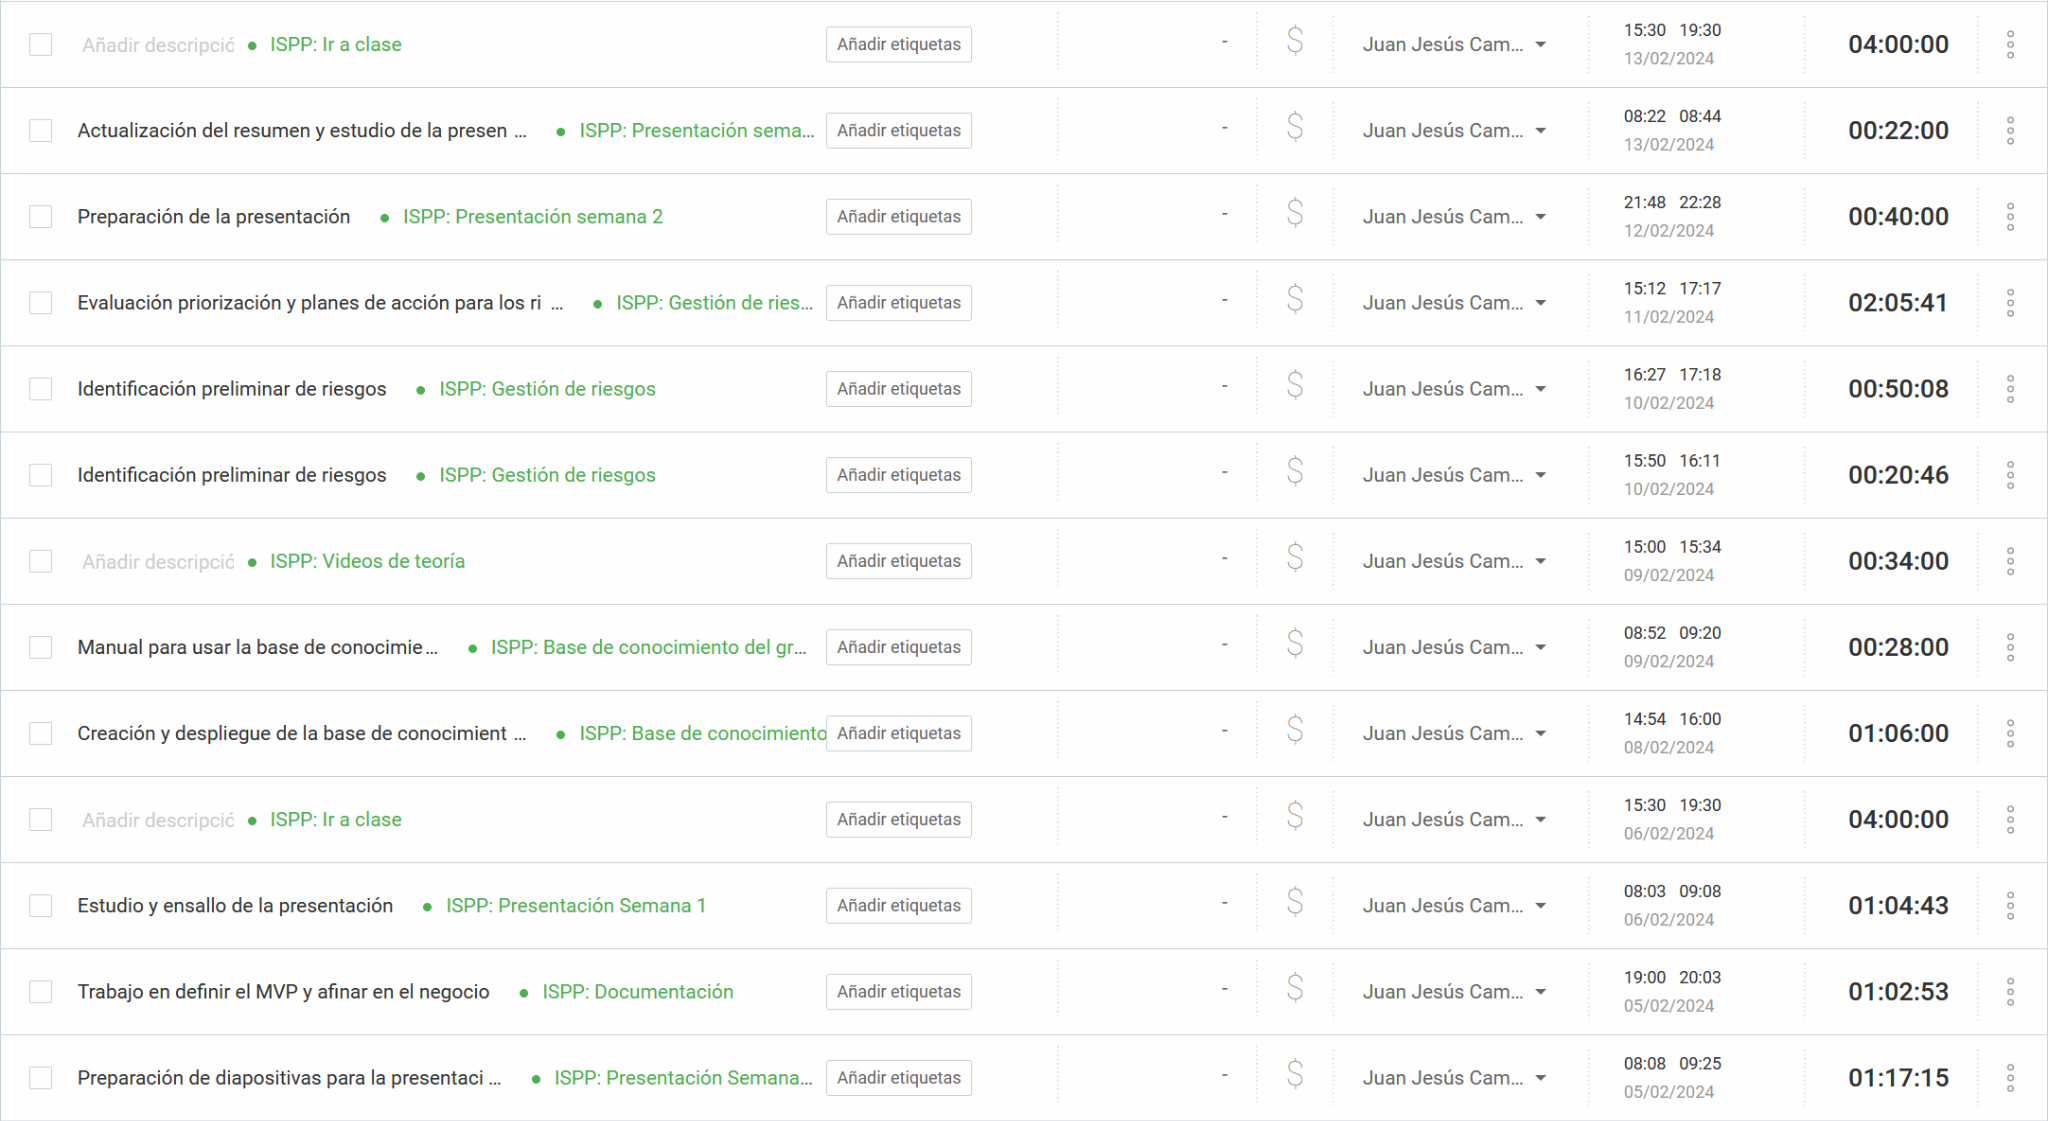 Añadir descripció ● ISPP: Ir a clase Añadir etiquetas - $ Juan Jesús Cam... 15:30 19:30 13/02/2024 04:00:00
Actualización del resumen y estudio de la presen ... ● ISPP: Presentación sema... Añadir etiquetas - $ Juan Jesús Cam... 08:22 08:44 13/02/2024 00:22:00
Preparación de la presentación ● ISPP: Presentación semana 2 Añadir etiquetas - $ Juan Jesús Cam... 21:48 22:28 12/02/2024 00:40:00
Evaluación priorización y planes de acción para los ri ... ● ISPP: Gestión de ries... Añadir etiquetas - $ Juan Jesús Cam... 15:12 17:17 11/02/2024 02:05:41
Identificación preliminar de riesgos ● ISPP: Gestión de riesgos Añadir etiquetas - $ Juan Jesús Cam... 16:27 17:18 10/02/2024 00:50:08
Identificación preliminar de riesgos ● ISPP: Gestión de riesgos Añadir etiquetas - $ Juan Jesús Cam... 15:50 16:11 10/02/2024 00:20:46
Añadir descripció ● ISPP: Videos de teoría Añadir etiquetas - $ Juan Jesús Cam... 15:00 15:34 09/02/2024 00:34:00
Manual para usar la base de conocimie... ● ISPP: Base de conocimiento del gr... Añadir etiquetas - $ Juan Jesús Cam... 08:52 09:20 09/02/2024 00:28:00
Creación y despliegue de la base de conocimient ... ● ISPP: Base de conocimiento Añadir etiquetas - $ Juan Jesús Cam... 14:54 16:00 08/02/2024 01:06:00
Añadir descripció ● ISPP: Ir a clase Añadir etiquetas - $ Juan Jesús Cam... 15:30 19:30 06/02/2024 04:00:00
Estudio y ensallo de la presentación ● ISPP: Presentación Semana 1 Añadir etiquetas - $ Juan Jesús Cam... 08:03 09:08 06/02/2024 01:04:43
Trabajo en definir el MVP y afinar en el negocio ● ISPP: Documentación Añadir etiquetas - $ Juan Jesús Cam... 19:00 20:03 05/02/2024 01:02:53
Preparación de diapositivas para la presentaci ... ● ISPP: Presentación Semana... Añadir etiquetas - $ Juan Jesús Cam... 08:08 09:25 05/02/2024 01:17:15